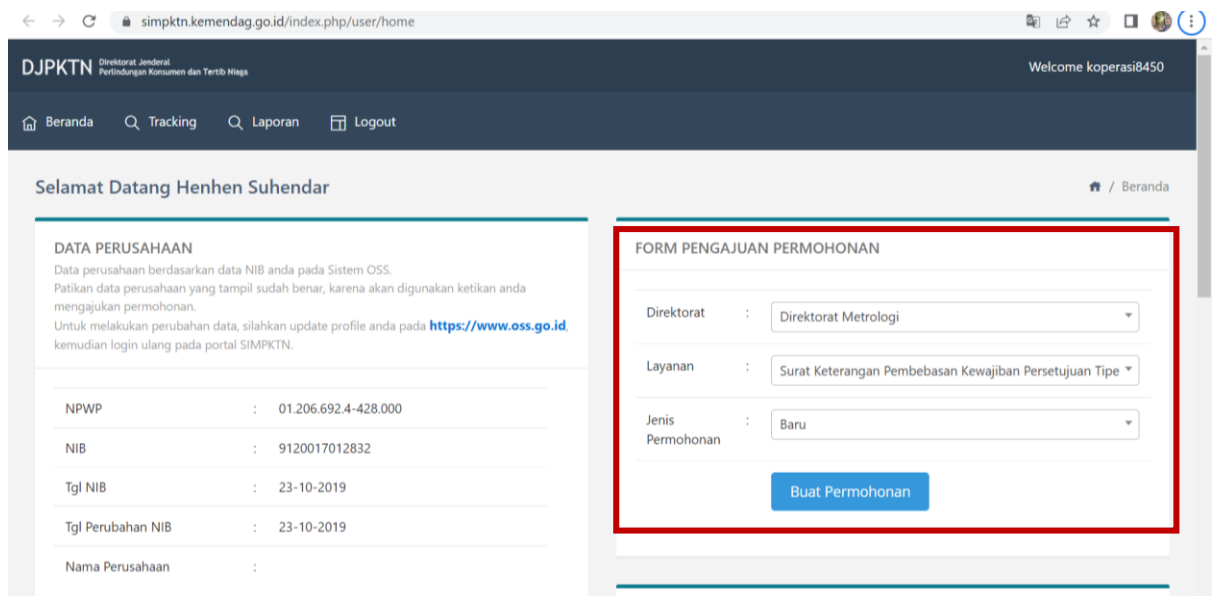 simpktn.kemendag.go.id/index.php/user/home
DJPKTN Direktorat Jenderal
Perlindungan Konsumen dan Tertib Niaga
Welcome koperasi8450
Beranda Tracking Laporan Logout
Selamat Datang Henhen Suhendar
/ Beranda
DATA PERUSAHAAN
Data perusahaan berdasarkan data NIB anda pada Sistem OSS.
Patikan data perusahaan yang tampil sudah benar, karena akan digunakan ketikan anda
mengajukan permohonan.
Untuk melakukan perubahan data, silahkan update profile anda pada https://www.oss.go.id,
kemudian login ulang pada portal SIMPKTN.
NPWP : 01.206.692.4-428.000
NIB : 9120017012832
Tgl NIB : 23-10-2019
Tgl Perubahan NIB : 23-10-2019
Nama Perusahaan :
FORM PENGAJUAN PERMOHONAN
Direktorat : Direktorat Metrologi
Layanan : Surat Keterangan Pembebasan Kewajiban Persetujuan Tipe
Jenis : Baru
Permohonan
Buat Permohonan